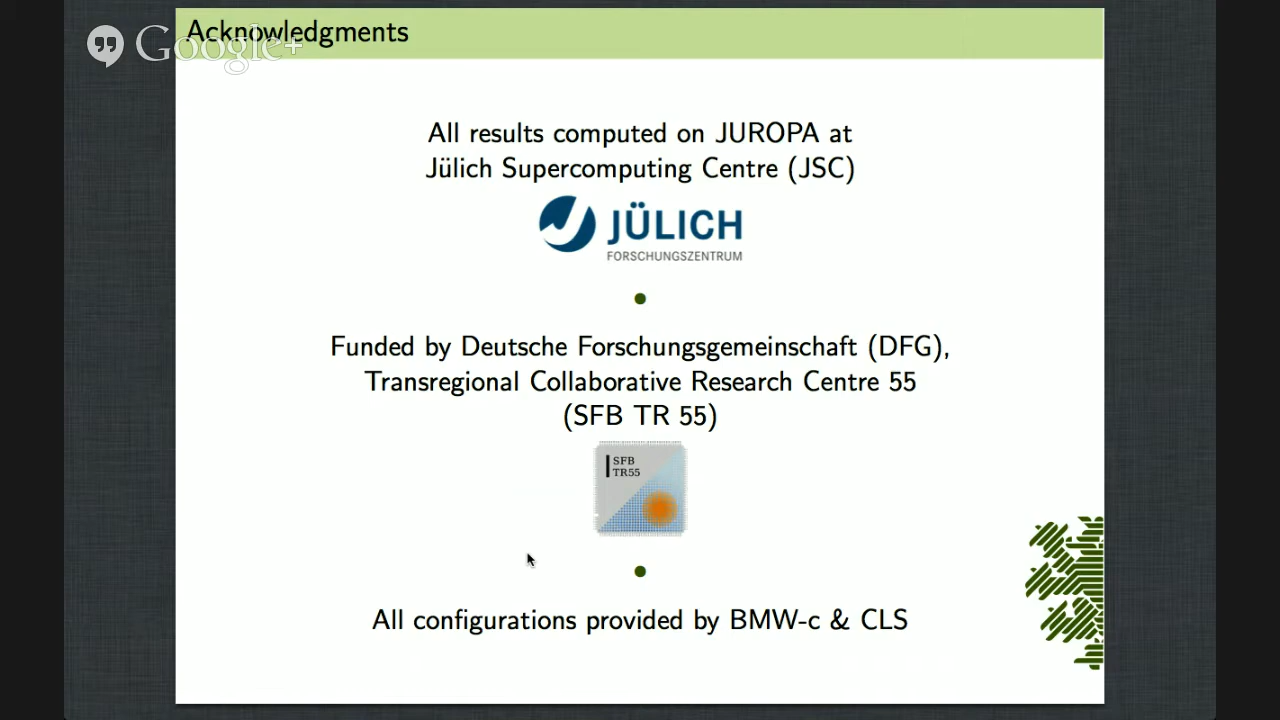 Google+
Acknowledgments
All results computed on JUROPA at
Jülich Supercomputing Centre (JSC)
JÜLICH
FORSCHUNGSZENTRUM
Funded by Deutsche Forschungsgemeinschaft (DFG),
Transregional Collaborative Research Centre 55
(SFB TR 55)
SFB
TR55
All configurations provided by BMW-c & CLS